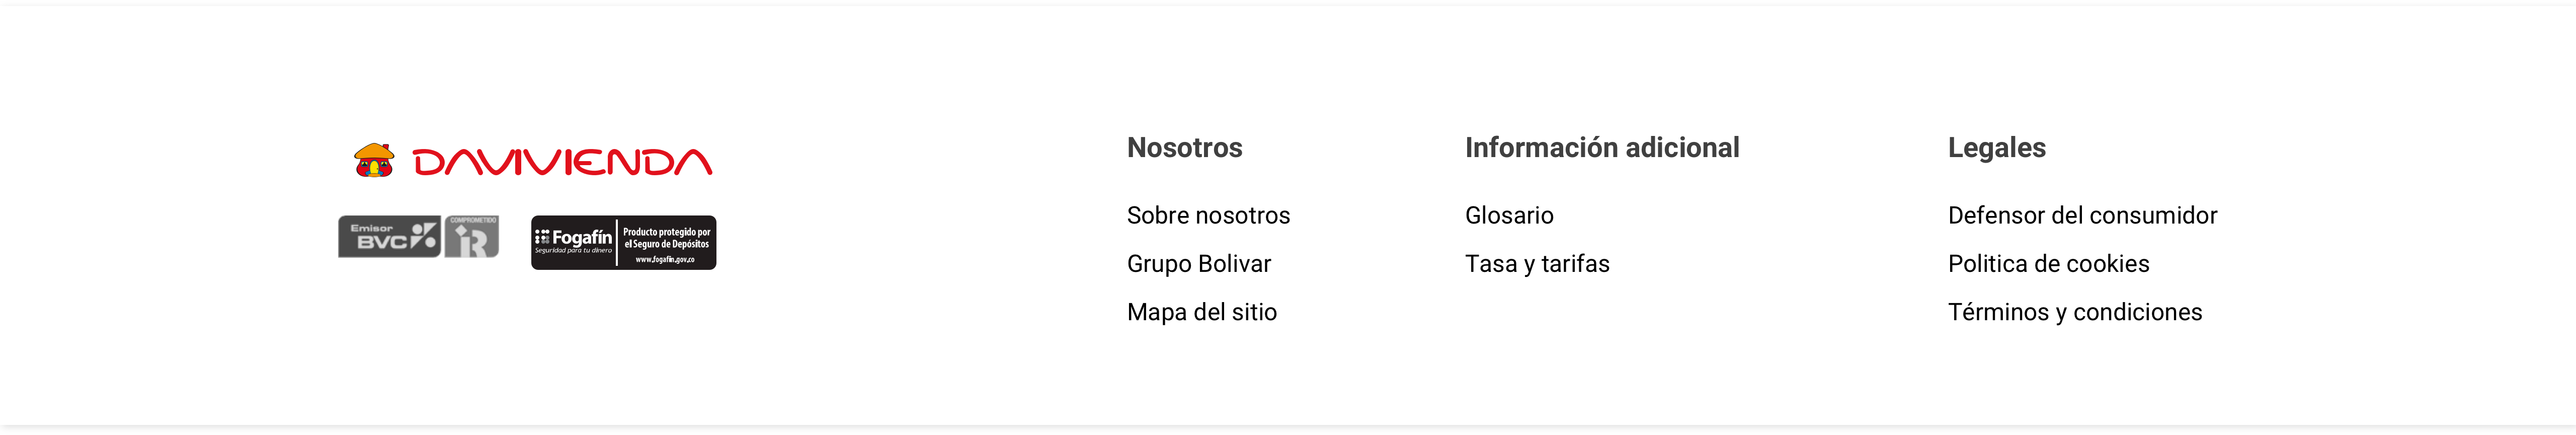 DAVIVIENDA
Emisor
BVC
COMPROMETIDO
IR
Fogafín
Seguridad para tu dinero
Producto protegido por
el Seguro de Depósitos
www.fogafin.gov.co
Nosotros
Sobre nosotros
Grupo Bolivar
Mapa del sitio
Información adicional
Glosario
Tasa y tarifas
Legales
Defensor del consumidor
Politica de cookies
Términos y condiciones